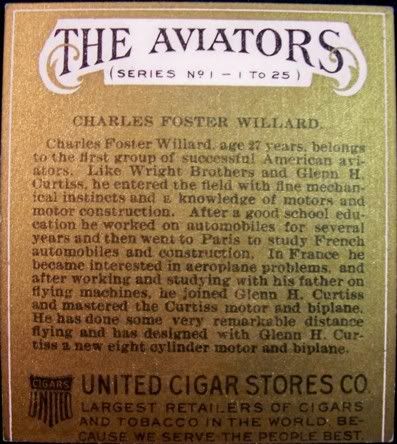 THE AVIATORS
(SERIES Nº 1 – 1 TO 25)
CHARLES FOSTER WILLARD.
Charles Foster Willard, age 27 years, belongs
to the first group of successful American avi-
ators. Like Wright Brothers and Glenn H.
Curtiss, he entered the field with fine mechan-
ical instincts and a knowledge of motors and
motor construction. After a good school edu-
cation he worked on automobiles for several
years and then went to Paris to study French
automobiles and construction. In France he
became interested in aeroplane problems, and
after working and studying with his father on
flying machines, he joined Glenn H. Curtiss
and mastered the Curtiss motor and biplane.
He has done some very remarkable distance
flying and has designed with Glenn H. Cur-
tiss a new eight cylinder motor and biplane.
CIGARS
UNITED
UNITED CIGAR STORES CO.
LARGEST RETAILERS OF CIGARS
AND TOBACCO IN THE WORLD, BE-
CAUSE WE SERVE THE PEOPLE BEST.